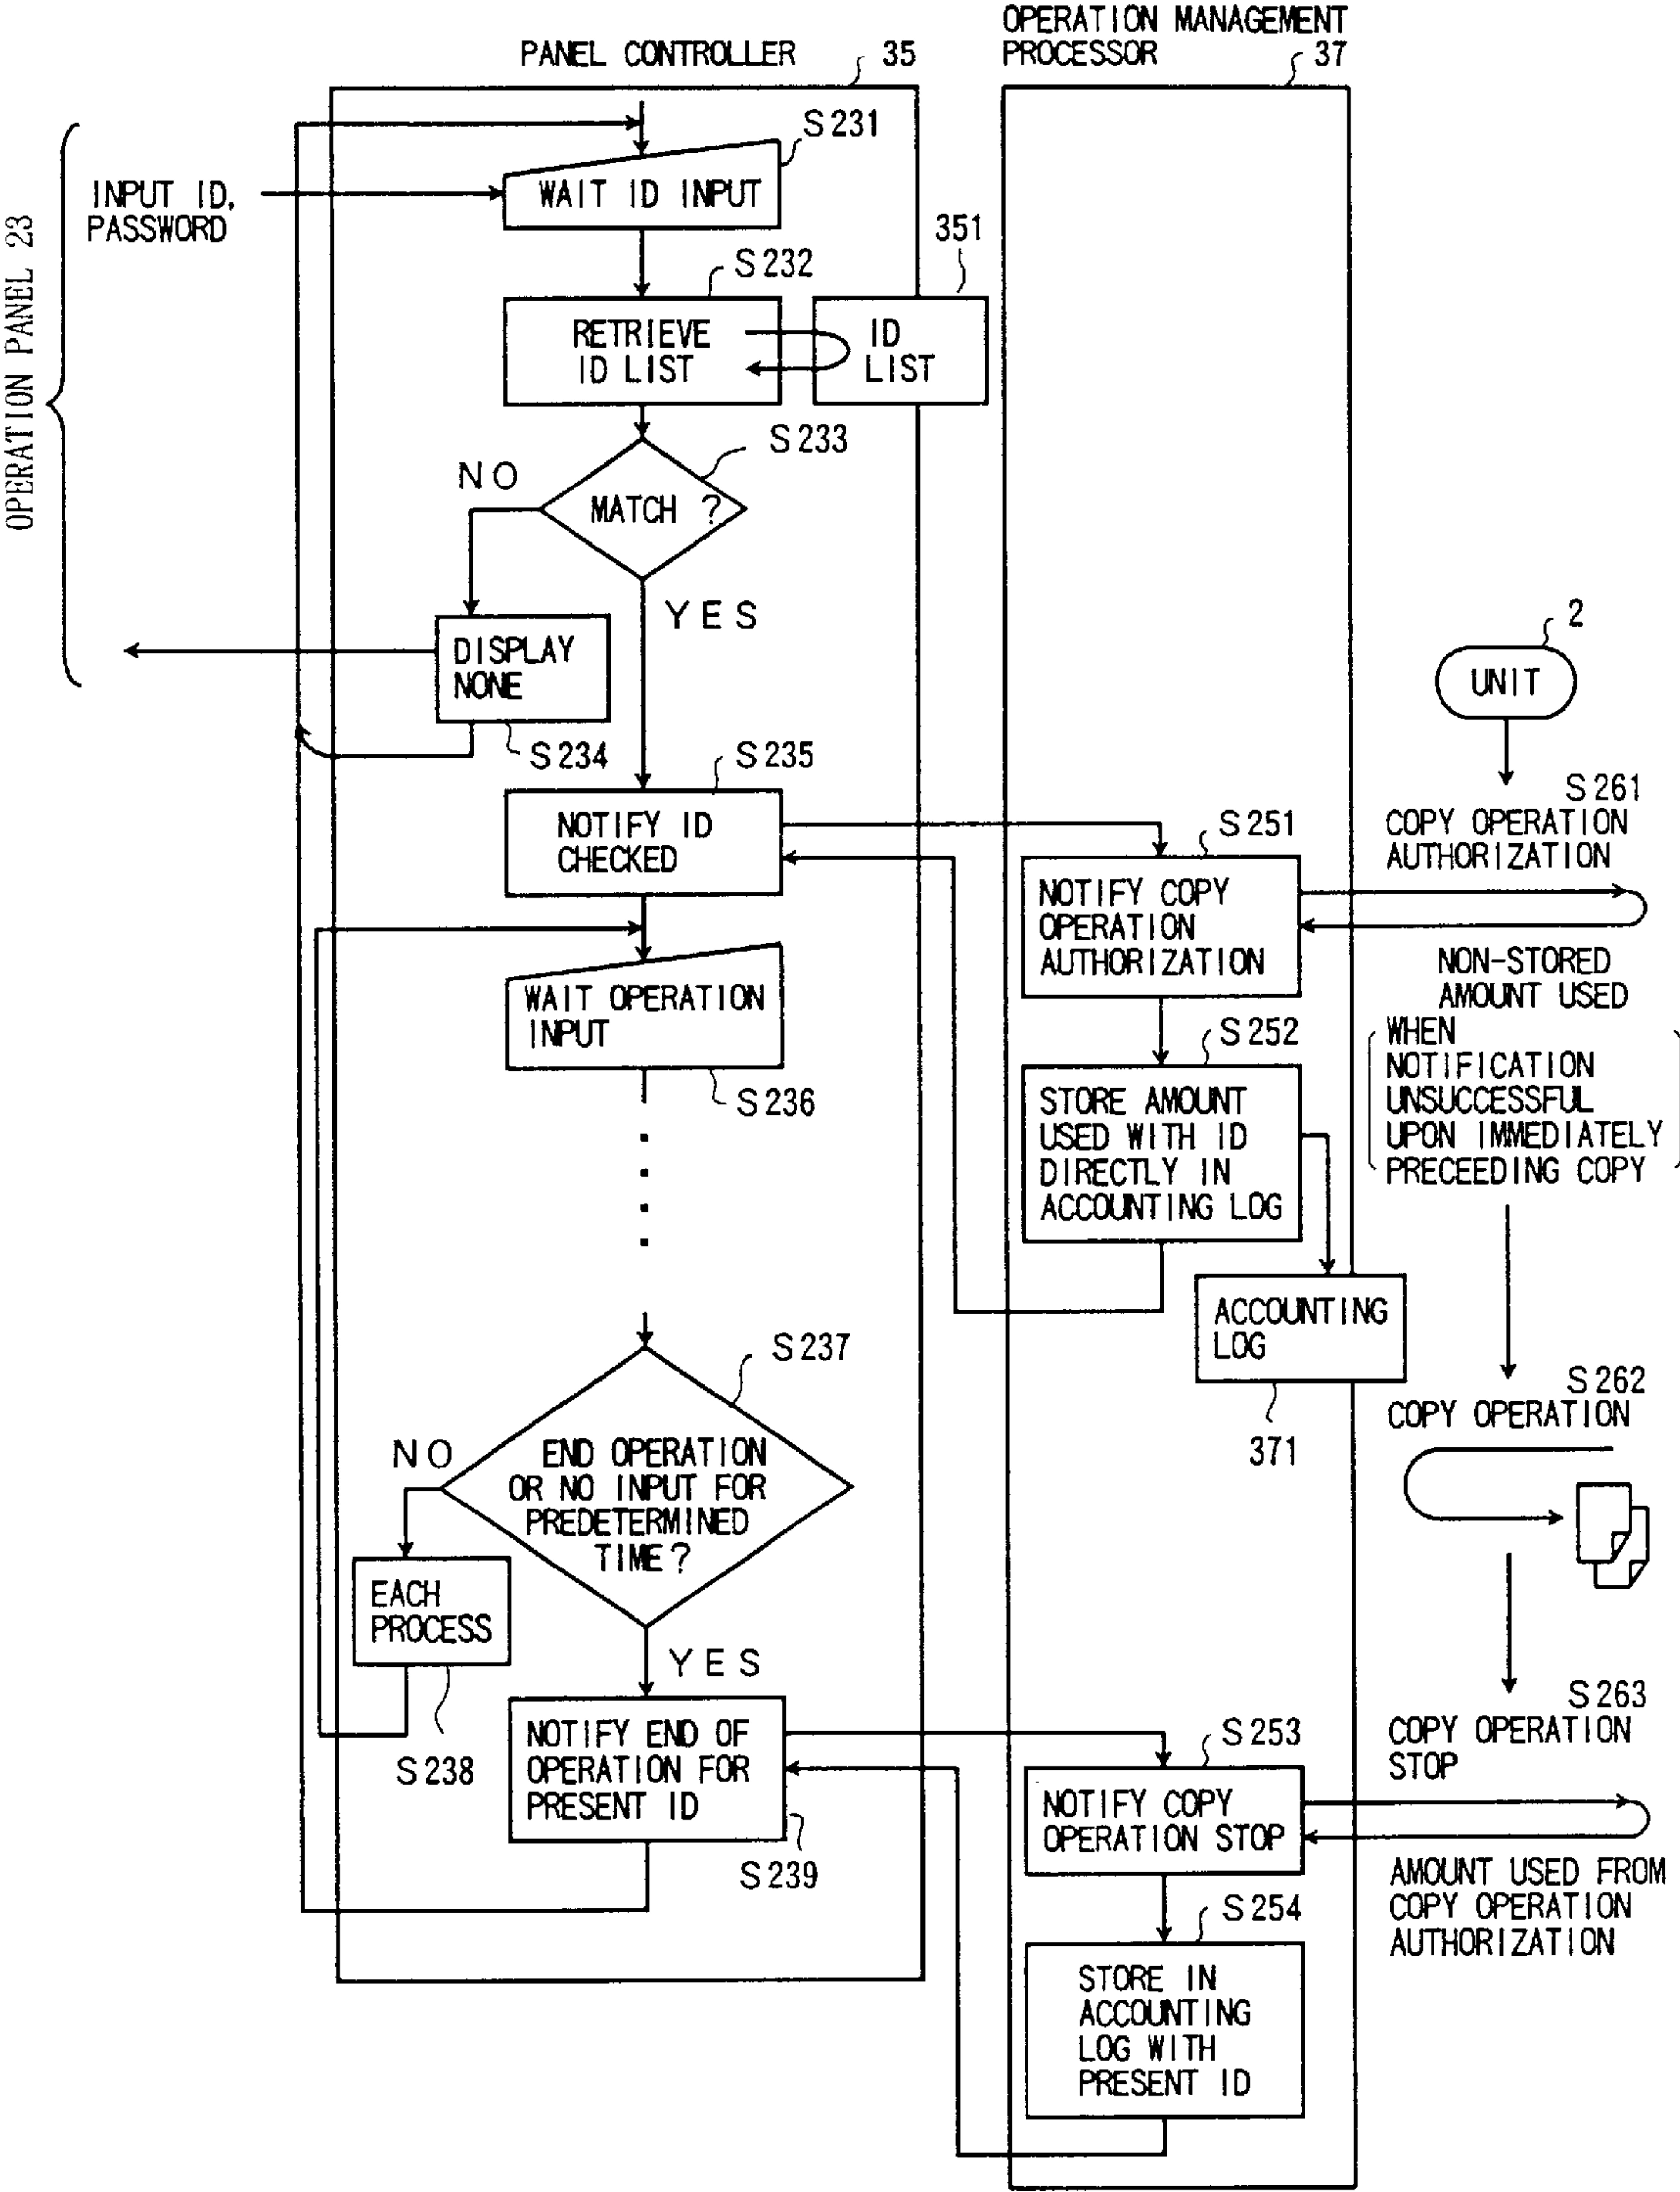 OPERATION MANAGEMENT
PROCESSOR
37
PANEL CONTROLLER
35
OPERATION PANEL 23
INPUT ID,
PASSWORD
S231
WAIT ID INPUT
S232
RETRIEVE
ID LIST
351
ID
LIST
S233
MATCH ?
NO
YES
DISPLAY
NONE
S234
S235
NOTIFY ID
CHECKED
WAIT OPERATION
INPUT
S236
S237
END OPERATION
OR NO INPUT FOR
PREDETERMINED
TIME?
NO
YES
EACH
PROCESS
S238
NOTIFY END OF
OPERATION FOR
PRESENT ID
S239
S251
NOTIFY COPY
OPERATION
AUTHORIZATION
S252
STORE AMOUNT
USED WITH ID
DIRECTLY IN
ACCOUNTING LOG
ACCOUNTING
LOG
371
S253
NOTIFY COPY
OPERATION STOP
S254
STORE IN
ACCOUNTING
LOG WITH
PRESENT ID
2
UNIT
S261
COPY OPERATION
AUTHORIZATION
NON-STORED
AMOUNT USED
WHEN
NOTIFICATION
UNSUCCESSFUL
UPON IMMEDIATELY
PRECEEDING COPY
S262
COPY OPERATION
S263
COPY OPERATION
STOP
AMOUNT USED FROM
COPY OPERATION
AUTHORIZATION